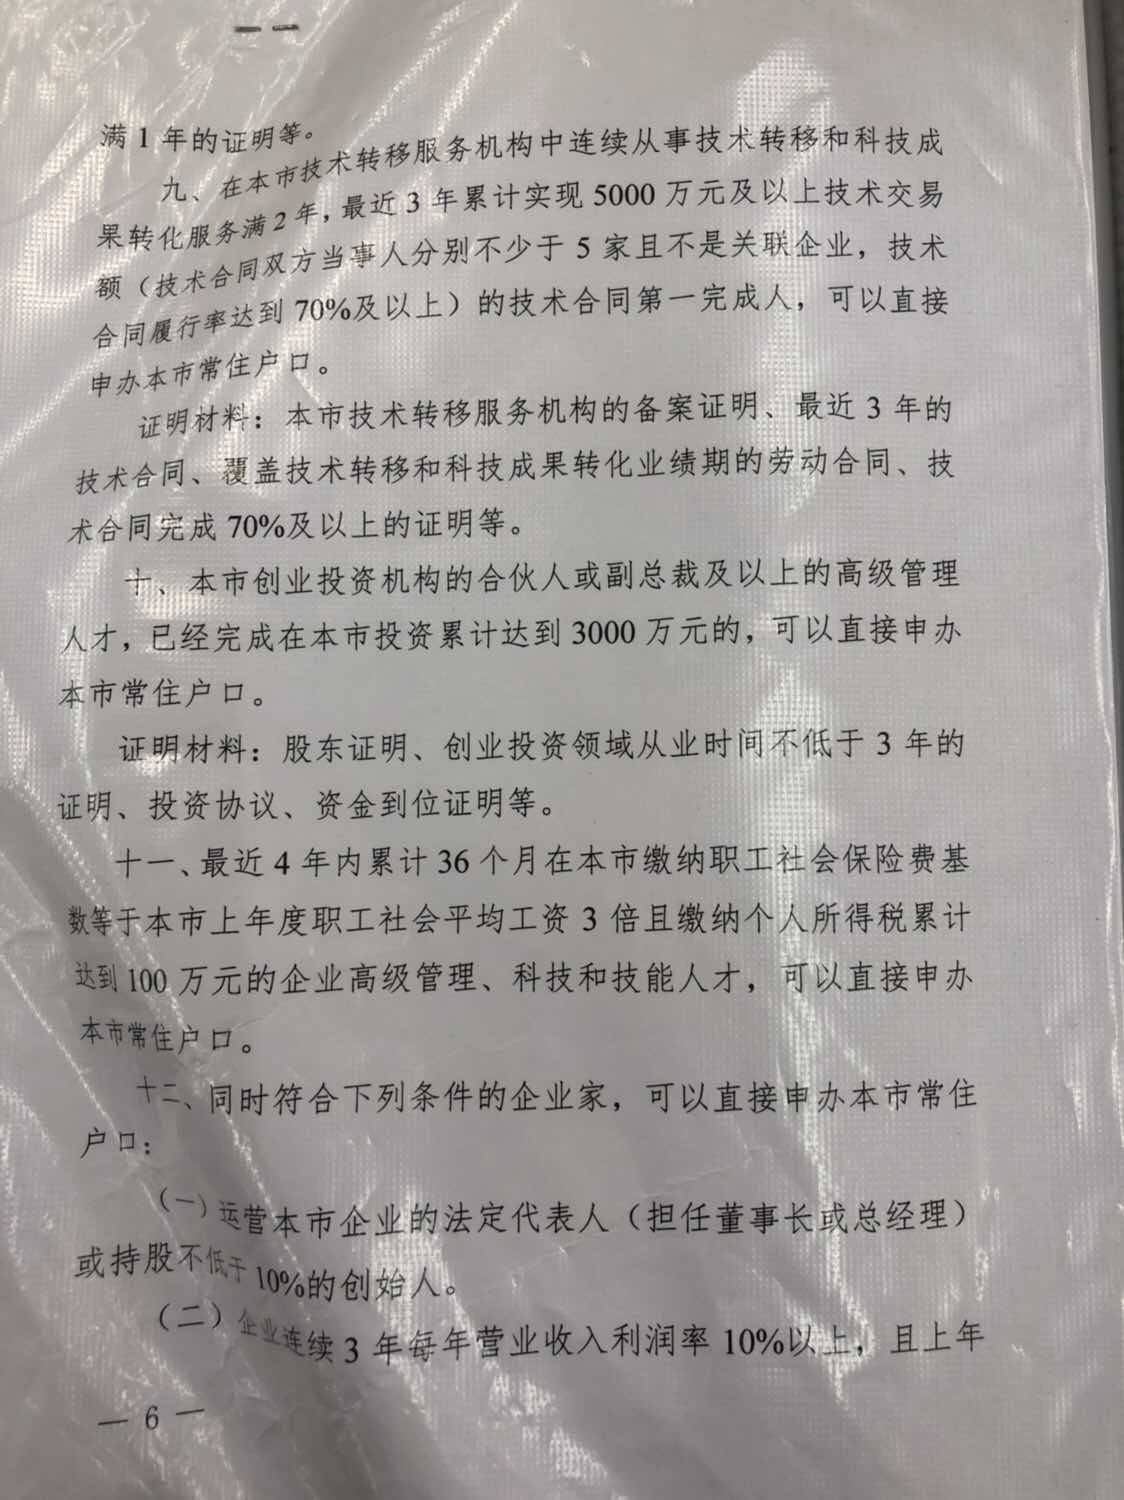 满1年的证明等。
九、在本市技术转移服务机构中连续从事技术转移和科技成
果转化服务满2年，最近3年累计实现5000万元及以上技术交易
额（技术合同双方当事人分别不少于5家且不是关联企业，技术
合同履行率达到70%及以上）的技术合同第一完成人，可以直接
申办本市常住户口。
证明材料：本市技术转移服务机构的备案证明、最近3年的
技术合同、覆盖技术转移和科技成果转化业绩期的劳动合同、技
术合同完成70%及以上的证明等。
十、本市创业投资机构的合伙人或副总裁及以上的高级管理
人才，已经完成在本市投资累计达到3000万元的，可以直接申办
本市常住户口。
证明材料：股东证明、创业投资领域从业时间不低于3年的
证明、投资协议、资金到位证明等。
十一、最近4年内累计36个月在本市缴纳职工社会保险费基
数等于本市上年度职工社会平均工资3倍且缴纳个人所得税累计
达到100万元的企业高级管理、科技和技能人才，可以直接申办
本市常住户口。
十二、同时符合下列条件的企业家，可以直接申办本市常住
户口：
（一）运营本市企业的法定代表人（担任董事长或总经理）
或持股不低于10%的创始人。
（二）企业连续3年每年营业收入利润率10%以上，且上年
— 6 —